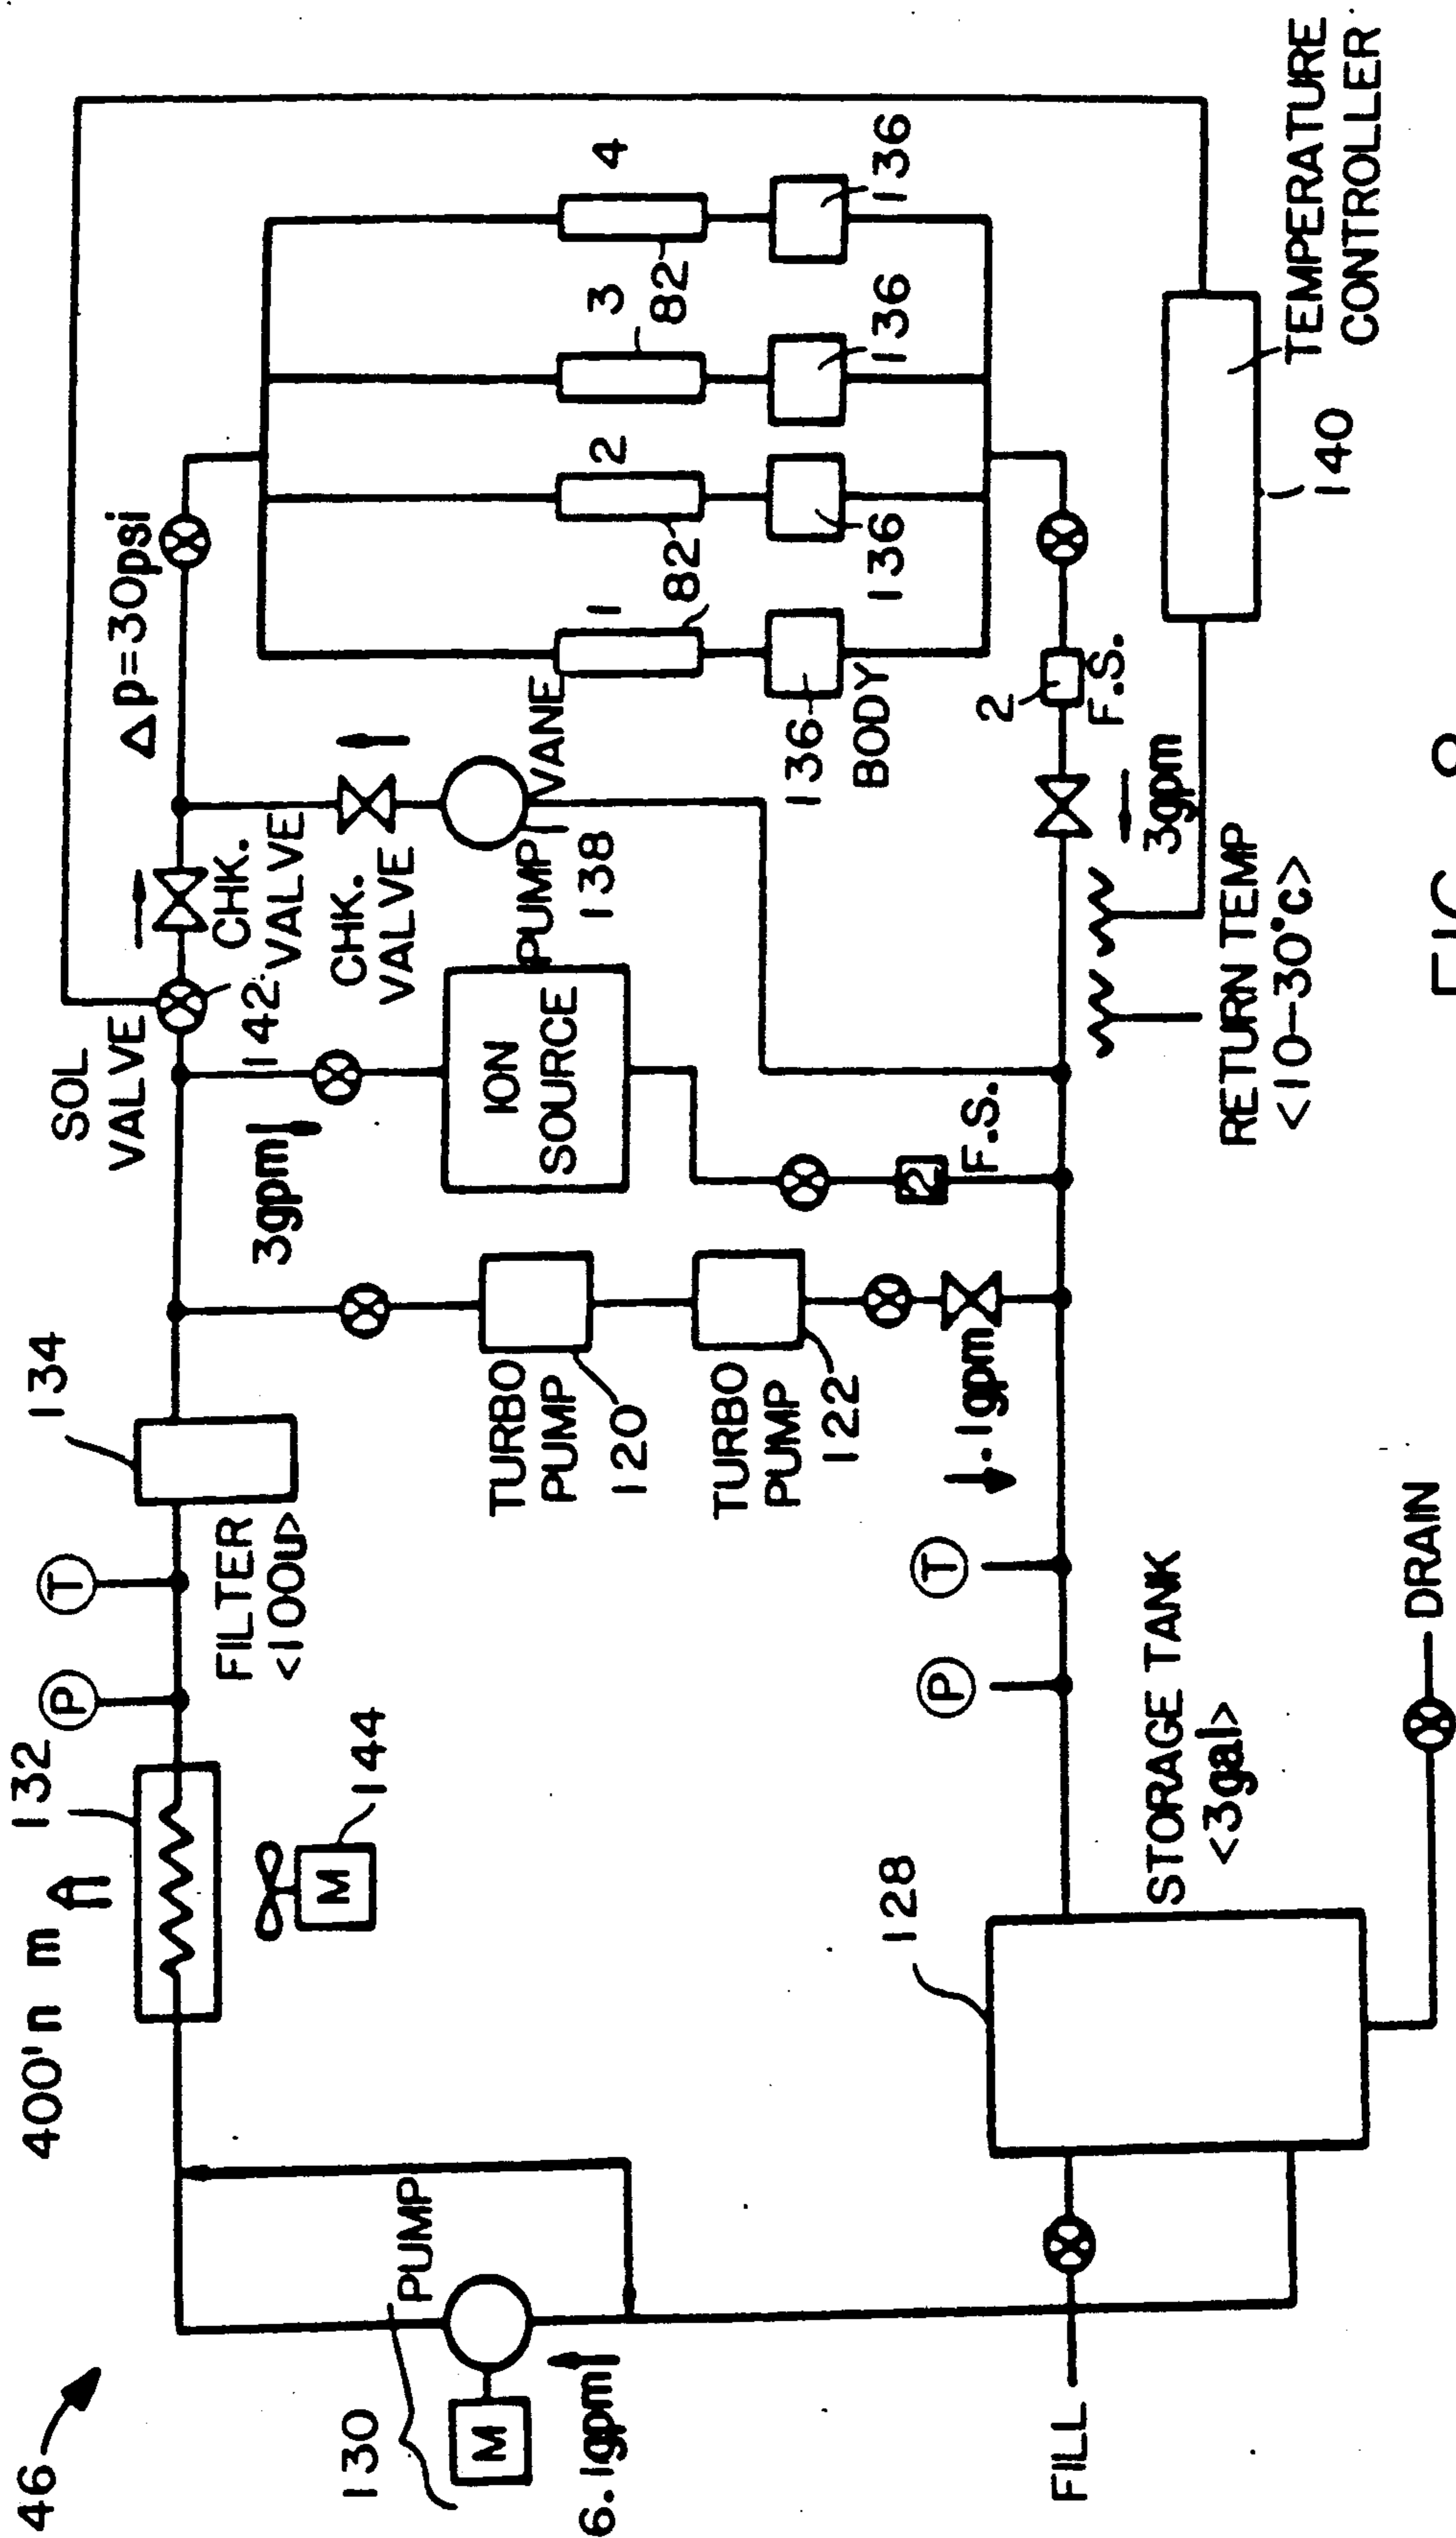 46
400'n m
132
P
T
134
SOL
VALVE
142
CHK.
VALVE
Δp=30psi
FILTER
<100u>
144
M
3gpm
CHK.
VALVE
130
PUMP
M
6.1gpm
TURBO
PUMP
120
TURBO
PUMP
122
ION
SOURCE
PUMP
138
VANE
1
82
2
3
82
4
136
BODY
136
136
136
.1gpm
2
F.S.
2
F.S.
3gpm
P
T
128
STORAGE TANK
<3gal>
FILL
DRAIN
RETURN TEMP
<10-30°c>
140
TEMPERATURE
CONTROLLER